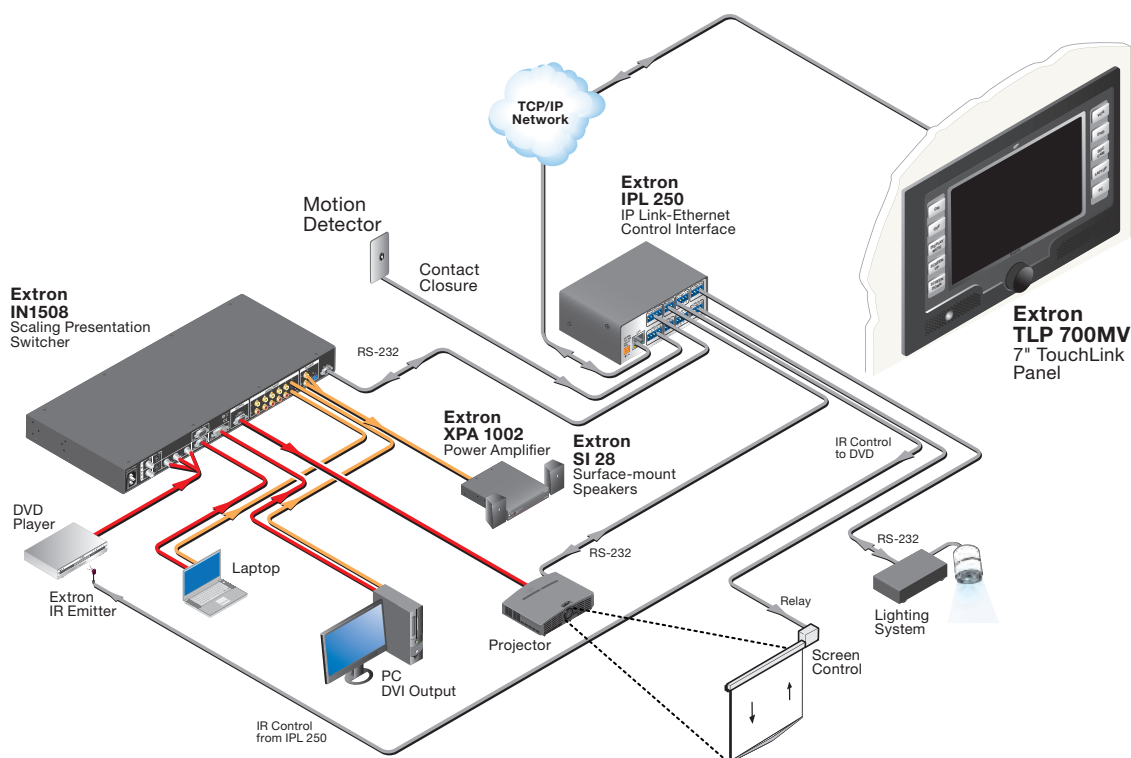 TCP/IP
Network
Extron
IPL 250
IP Link-Ethernet
Control Interface
Motion
Detector
Contact
Closure
Extron
IN1508
Scaling Presentation
Switcher
RS-232
Extron
TLP 700MV
7" TouchLink
Panel
Extron
XPA 1002
Power Amplifier
Extron
SI 28
Surface-mount
Speakers
IR Control
to DVD
DVD
Player
Laptop
Extron
IR Emitter
RS-232
RS-232
Lighting
System
Projector
Relay
Screen
Control
PC
DVI Output
IR Control
from IPL 250